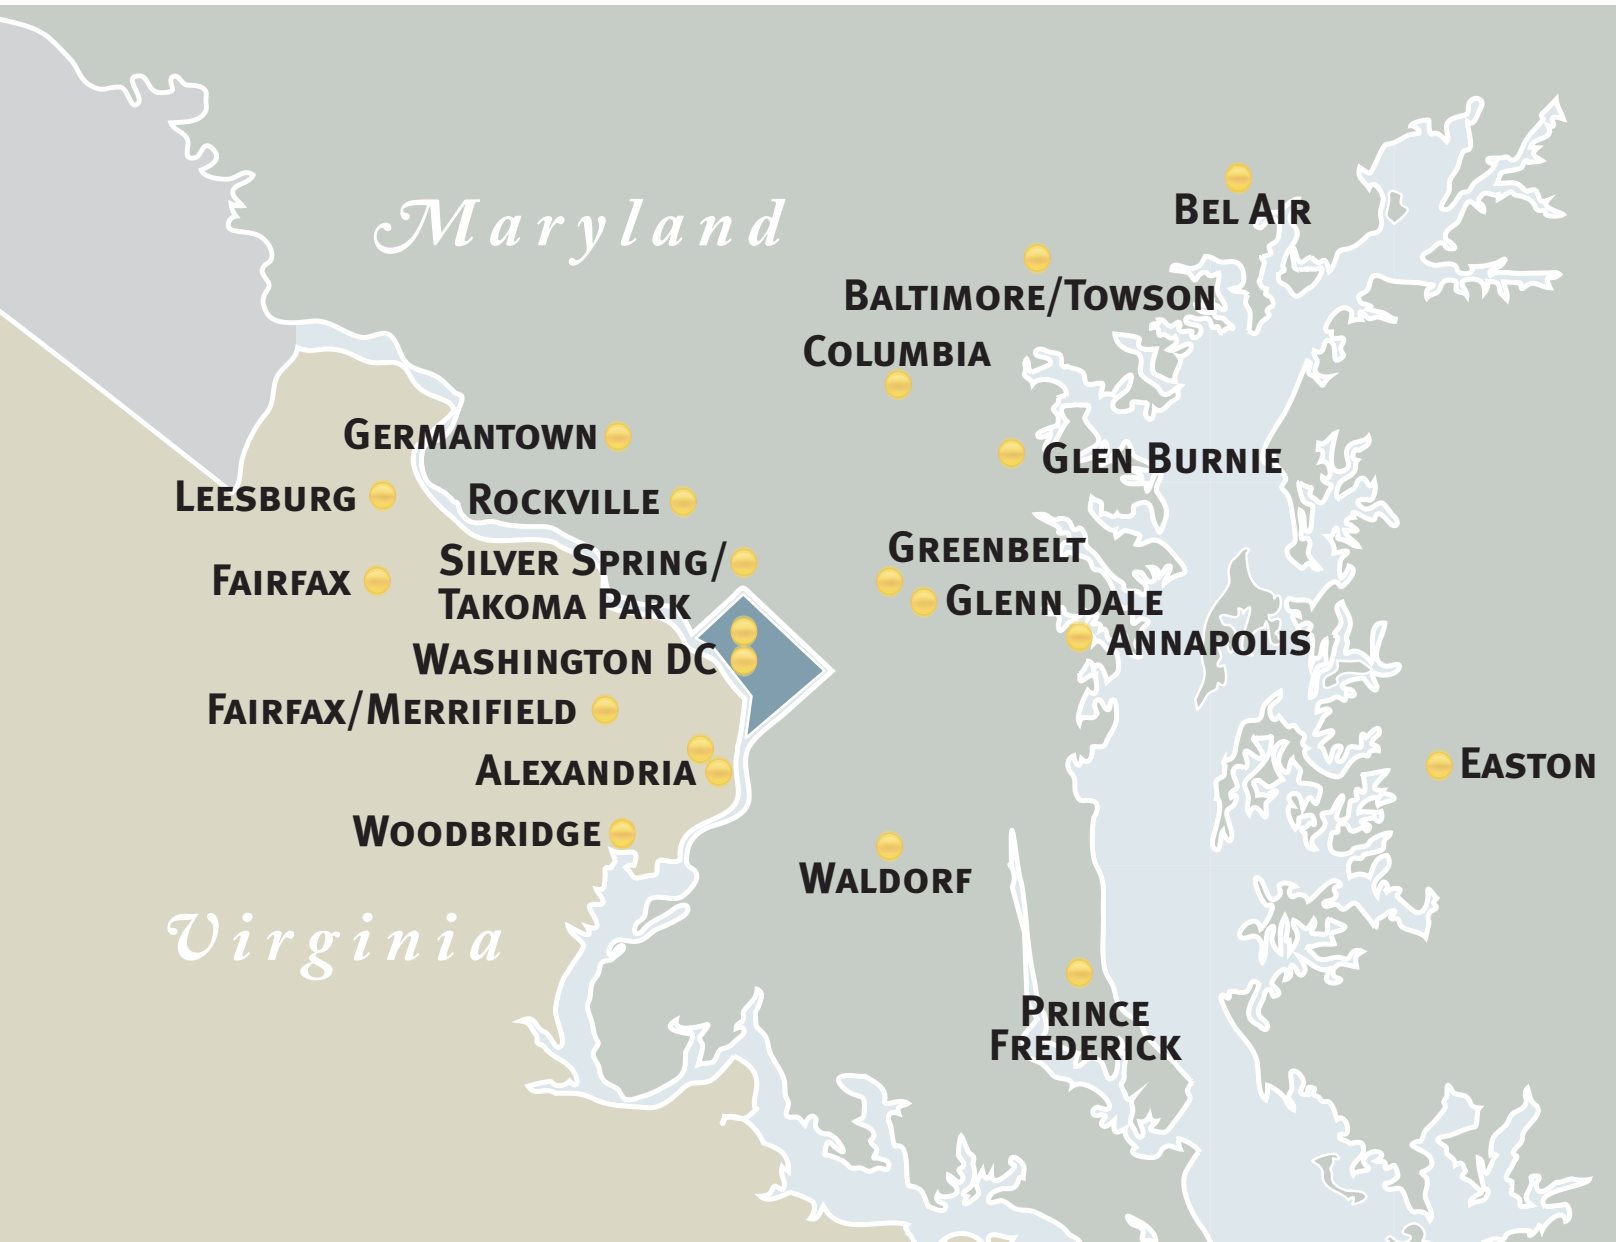 Maryland
BEL AIR
BALTIMORE/TOWSON
COLUMBIA
GERMANTOWN
GLEN BURNIE
LEESBURG
ROCKVILLE
GREENBELT
SILVER SPRING/
TAKOMA PARK
FAIRFAX
GLENN DALE
ANNAPOLIS
WASHINGTON DC
FAIRFAX/MERRIFIELD
ALEXANDRIA
EASTON
WOODBRIDGE
WALDORF
Virginia
PRINCE
FREDERICK